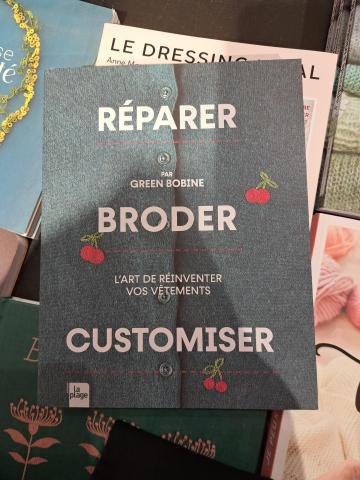 LE DRESSING
RÉPARER
PAR
GREEN BOBINE
BRODER
L'ART DE RÉINVENTER
VOS VÊTEMENTS
CUSTOMISER
la
plage